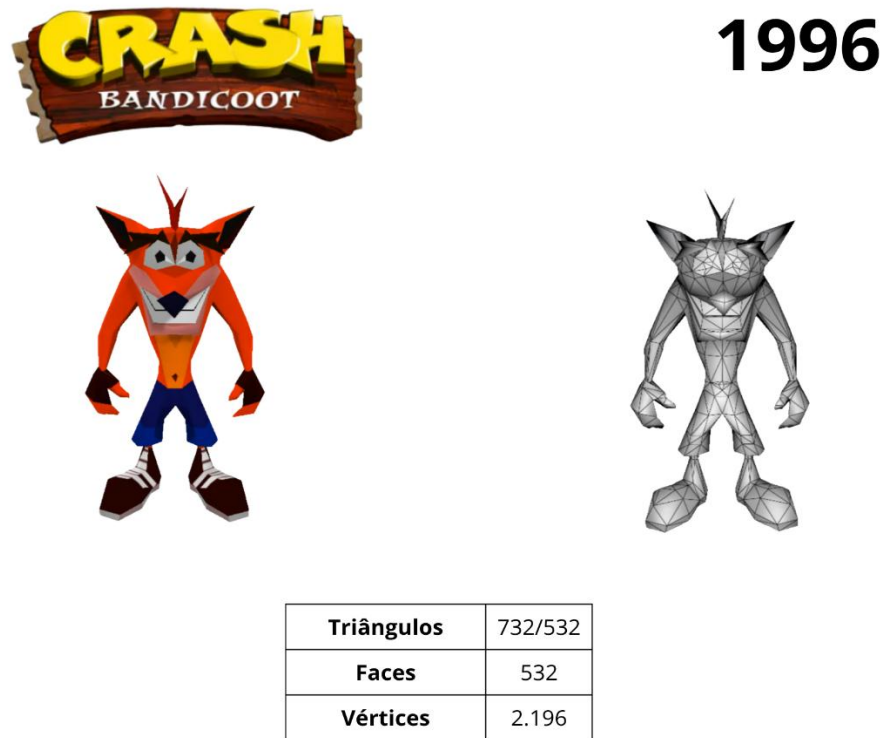 CRASH
BANDICOOT
1996
Triângulos 732/532
Faces 532
Vértices 2.196